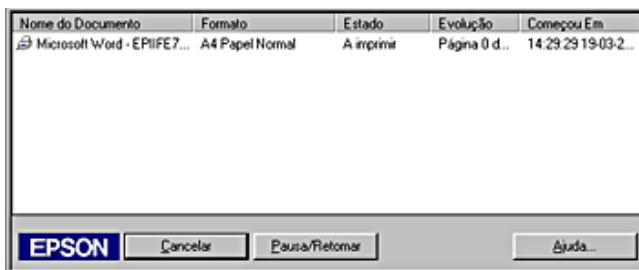 Nome do Documento Formato Estado Evolução Começou Em
Microsoft Word - EPIIFE7... A4 Papel Normal A imprimir Página 0 d... 14:29:29 19-03-2...
EPSON Cancelar Pausa/Retomar Ajuda...